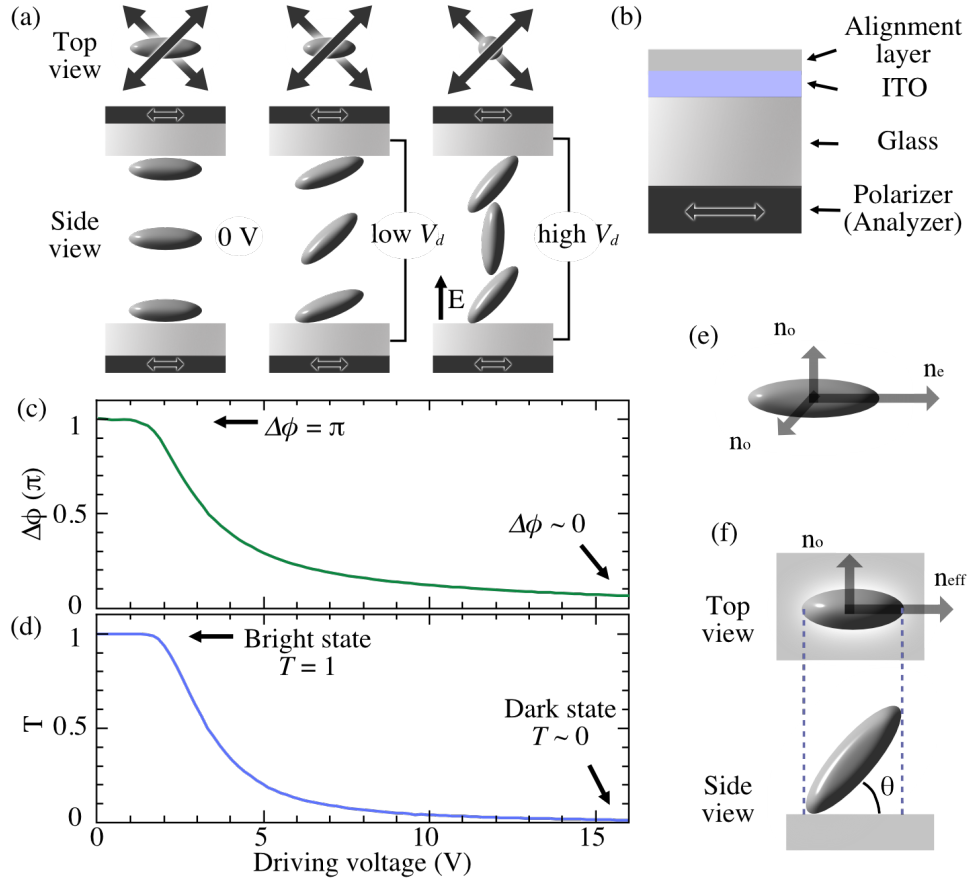 (a)
Top
view
Side
view
0 V
low V_d
high V_d
E
(b)
Alignment
layer
ITO
Glass
Polarizer
(Analyzer)
(c)
Δϕ (π)
1
0.5
0
Δϕ = π
Δϕ ~ 0
(d)
T
1
0.5
0
Bright state
T = 1
Dark state
T ~ 0
0
5
10
15
Driving voltage (V)
(e)
n_o
n_e
n_o
(f)
n_o
n_eff
Top
view
Side
view
θ